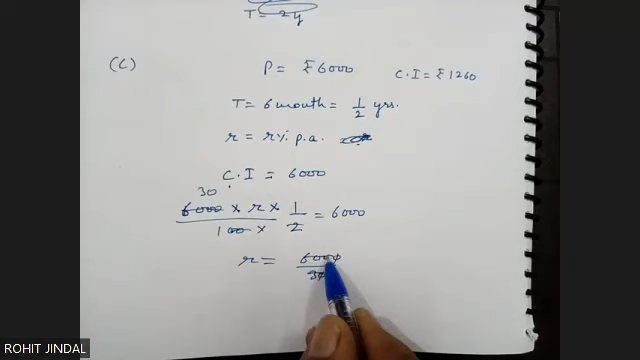 T = 2y
(C) P = ₹6000 C.I = ₹1260
T = 6 month = 1/2 yrs.
r = r% p.a.
C.I = 6000
30
6000 × r × 1 / 100 × 2 = 6000
r = 6000 / 30
ROHIT JINDAL